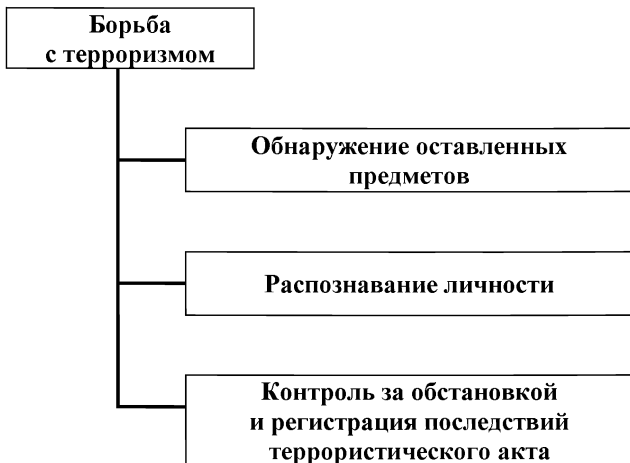 Борьба
с терроризмом
Обнаружение оставленных
предметов
Распознавание личности
Контроль за обстановкой
и регистрация последствий
террористического акта